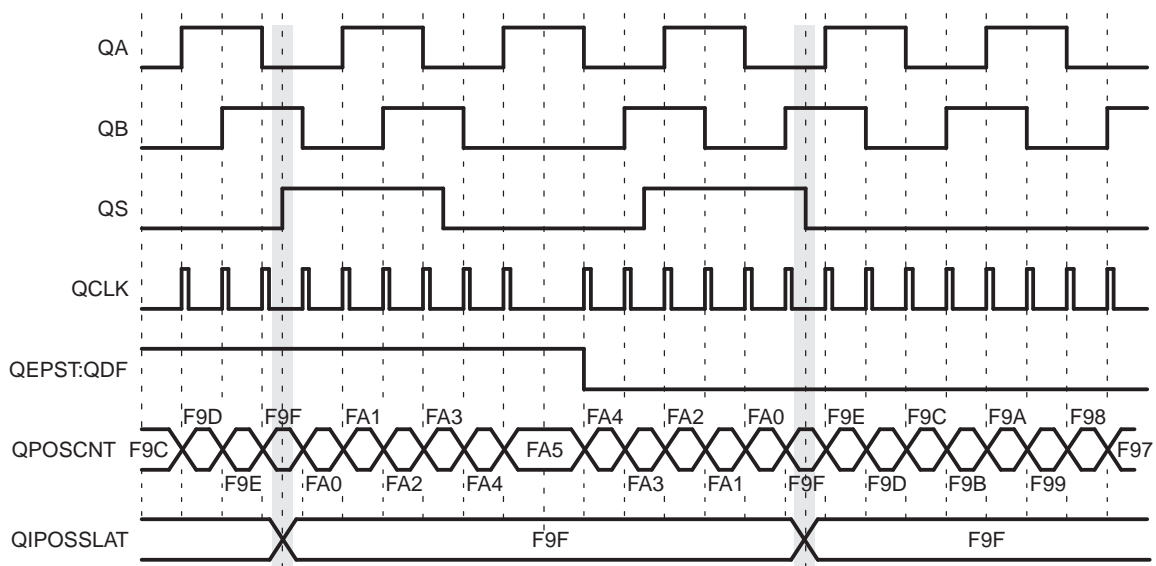 QA
QB
QS
QCLK
QEPST:QDF
F9D F9F FA1 FA3 FA4 FA2 FA0 F9E F9C F9A F98
QPOSCNT F9C FA5 F97
F9E FA0 FA2 FA4 FA3 FA1 F9F F9D F9B F99
QIPOSSLAT F9F F9F